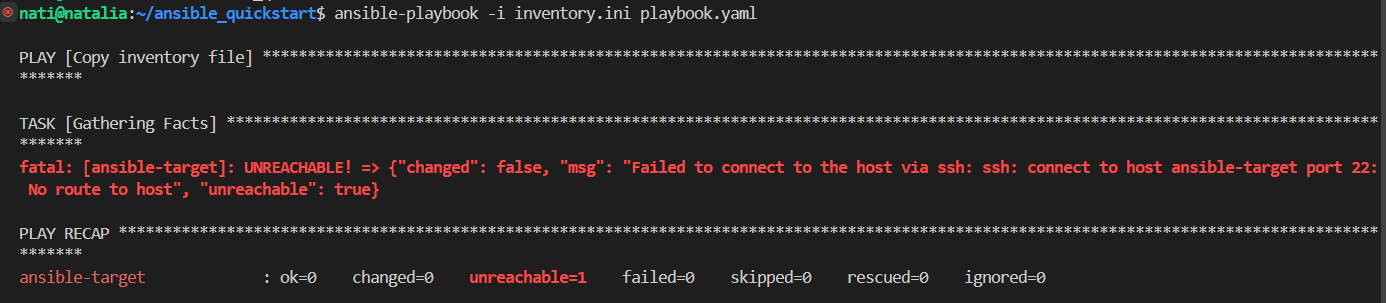 nati@natalia:~/ansible_quickstart$ ansible-playbook -i inventory.ini playbook.yaml
PLAY [Copy inventory file] ****************************************************************************************************************************
*******
TASK [Gathering Facts] ********************************************************************************************************************************
*******
fatal: [ansible-target]: UNREACHABLE! => {"changed": false, "msg": "Failed to connect to the host via ssh: ssh: connect to host ansible-target port 22:
 No route to host", "unreachable": true}
PLAY RECAP ********************************************************************************************************************************************
*******
ansible-target             : ok=0    changed=0    unreachable=1    failed=0    skipped=0    rescued=0    ignored=0